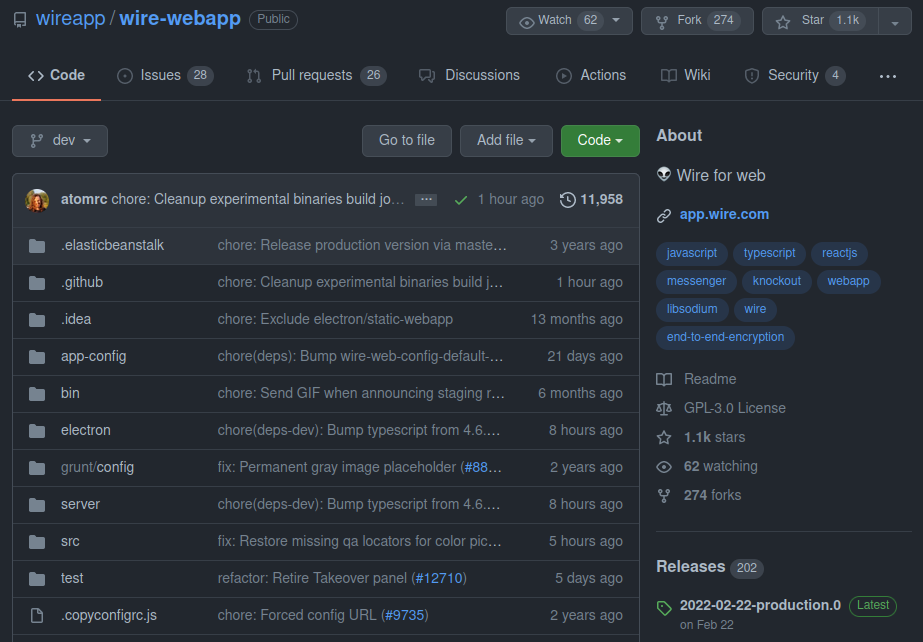 wireapp / wire-webapp Public Watch 62 Fork 274 Star 1.1k
Code Issues 28 Pull requests 26 Discussions Actions Wiki Security 4 ...
dev Go to file Add file Code
atomrc chore: Cleanup experimental binaries build jo... ... 1 hour ago 11,958
.elasticbeanstalk chore: Release production version via maste... 3 years ago
.github chore: Cleanup experimental binaries build j... 1 hour ago
.idea chore: Exclude electron/static-webapp 13 months ago
app-config chore(deps): Bump wire-web-config-default-... 21 days ago
bin chore: Send GIF when announcing staging r... 6 months ago
electron chore(deps-dev): Bump typescript from 4.6.... 8 hours ago
grunt/config fix: Permanent gray image placeholder (#88... 2 years ago
server chore(deps-dev): Bump typescript from 4.6.... 8 hours ago
src fix: Restore missing qa locators for color pic... 5 hours ago
test refactor: Retire Takeover panel (#12710) 5 days ago
.copyconfigrc.js chore: Forced config URL (#9735) 2 years ago
About
Wire for web
app.wire.com
javascript typescript reactjs
messenger knockout webapp
libsodium wire
end-to-end-encryption
Readme
GPL-3.0 License
1.1k stars
62 watching
274 forks
Releases 202
2022-02-22-production.0 Latest
on Feb 22